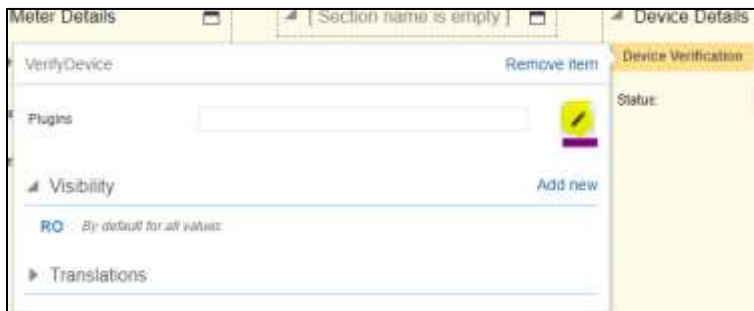 Meter Details
[ Section name is empty ]
Device Details
VerifyDevice
Remove item
Device Verification
Status:
Plugins
Visibility
Add new
RO By default for all values
Translations